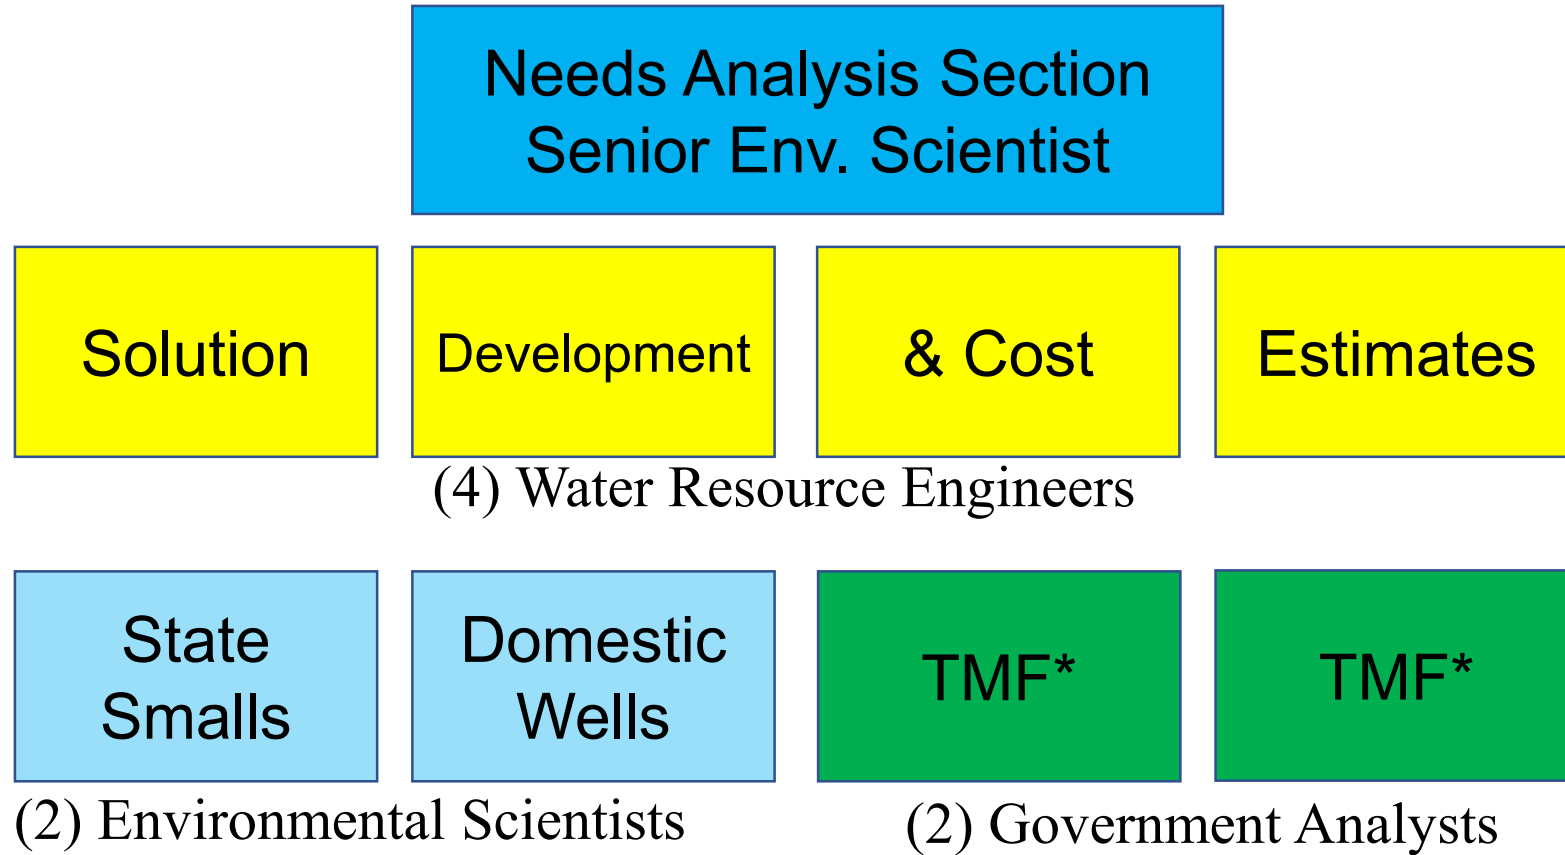 Needs Analysis Section
Senior Env. Scientist
Solution
Development
& Cost
Estimates
(4) Water Resource Engineers
State
Smalls
Domestic
Wells
TMF*
TMF*
(2) Environmental Scientists
(2) Government Analysts